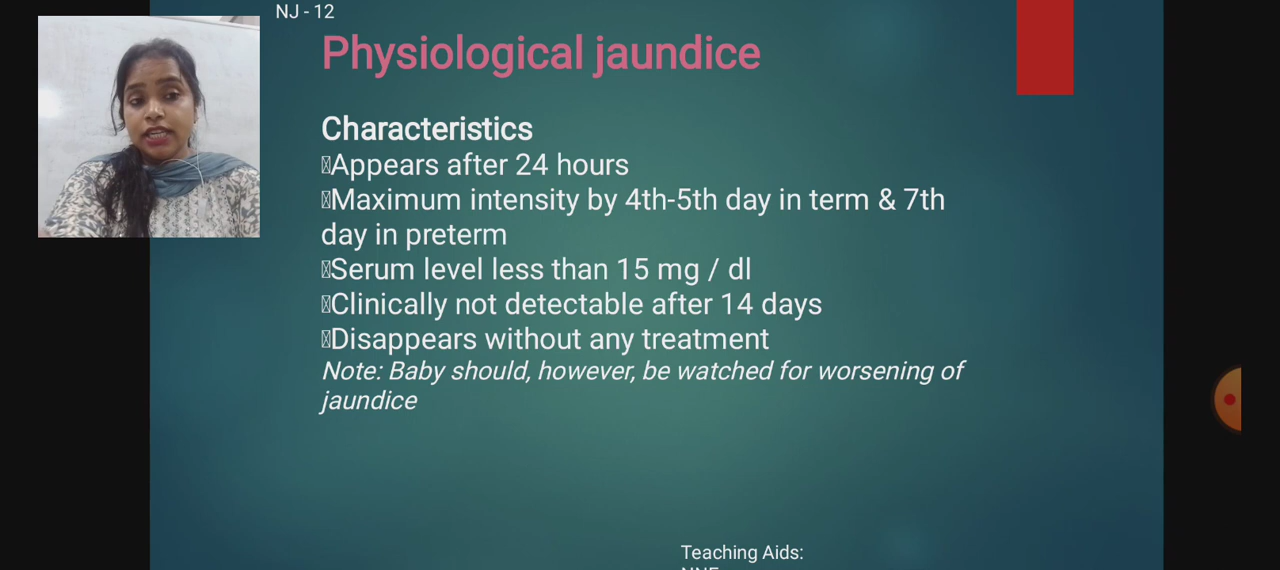 NJ - 12
Physiological jaundice
Characteristics
Appears after 24 hours
Maximum intensity by 4th-5th day in term & 7th
day in preterm
Serum level less than 15 mg / dl
Clinically not detectable after 14 days
Disappears without any treatment
Note: Baby should, however, be watched for worsening of
jaundice
Teaching Aids: